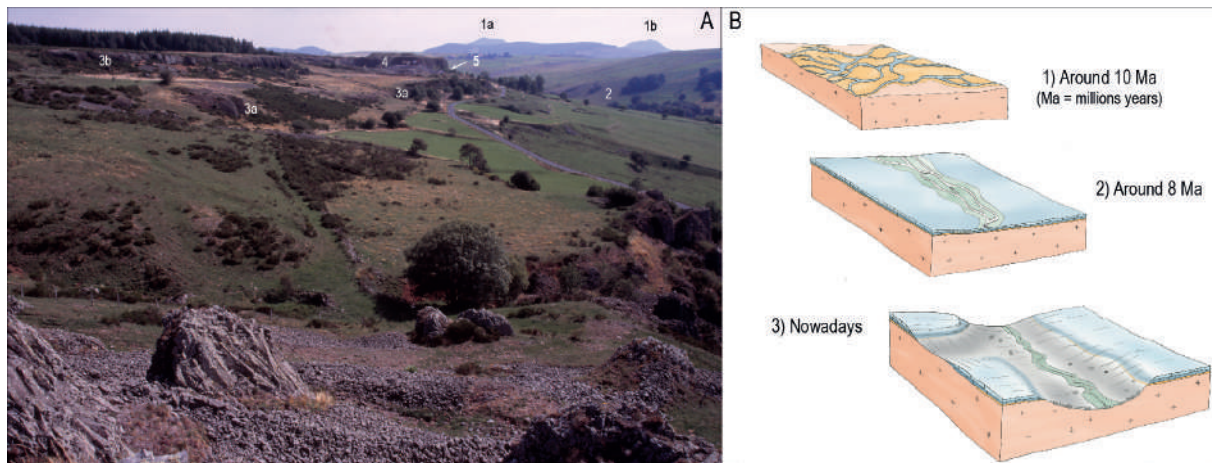 1a
1b
A
3b
4
5
3a
3a
2
B
1) Around 10 Ma
(Ma = millions years)
2) Around 8 Ma
3) Nowadays